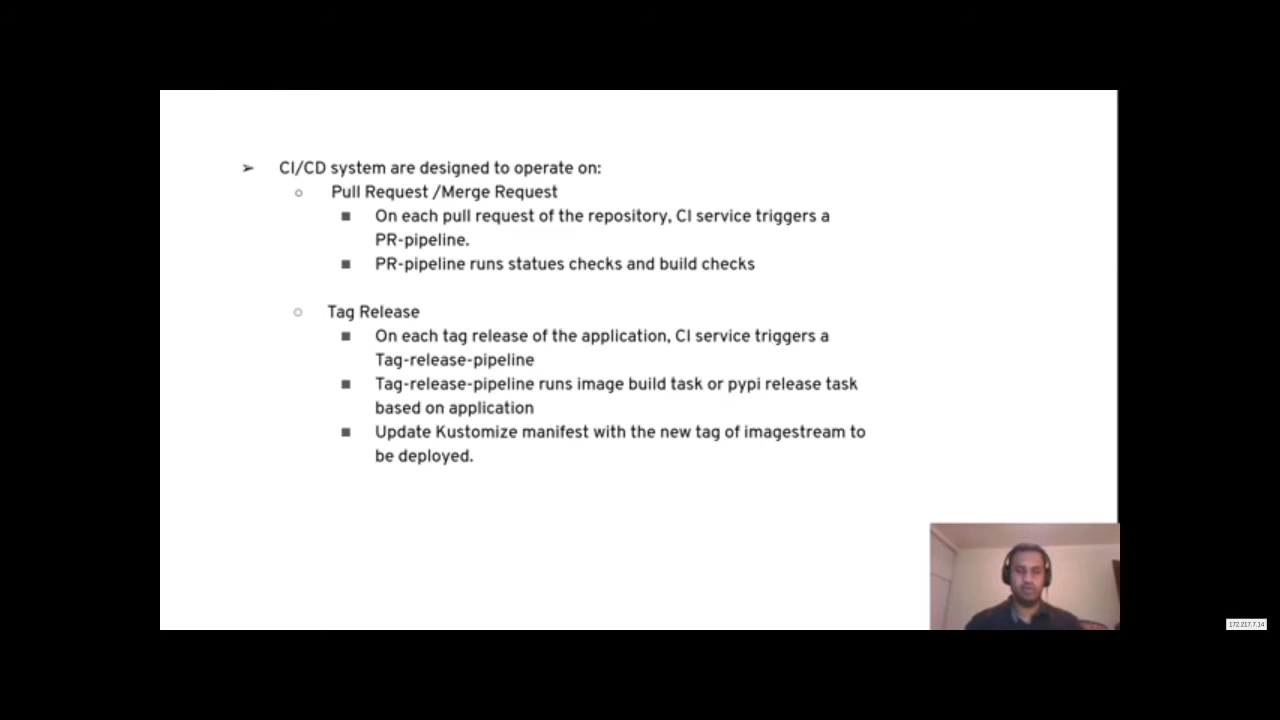 CI/CD system are designed to operate on:
Pull Request /Merge Request
On each pull request of the repository, CI service triggers a
PR-pipeline.
PR-pipeline runs statues checks and build checks
Tag Release
On each tag release of the application, CI service triggers a
Tag-release-pipeline
Tag-release-pipeline runs image build task or pypi release task
based on application
Update Kustomize manifest with the new tag of imagestream to
be deployed.
172.217.7.14